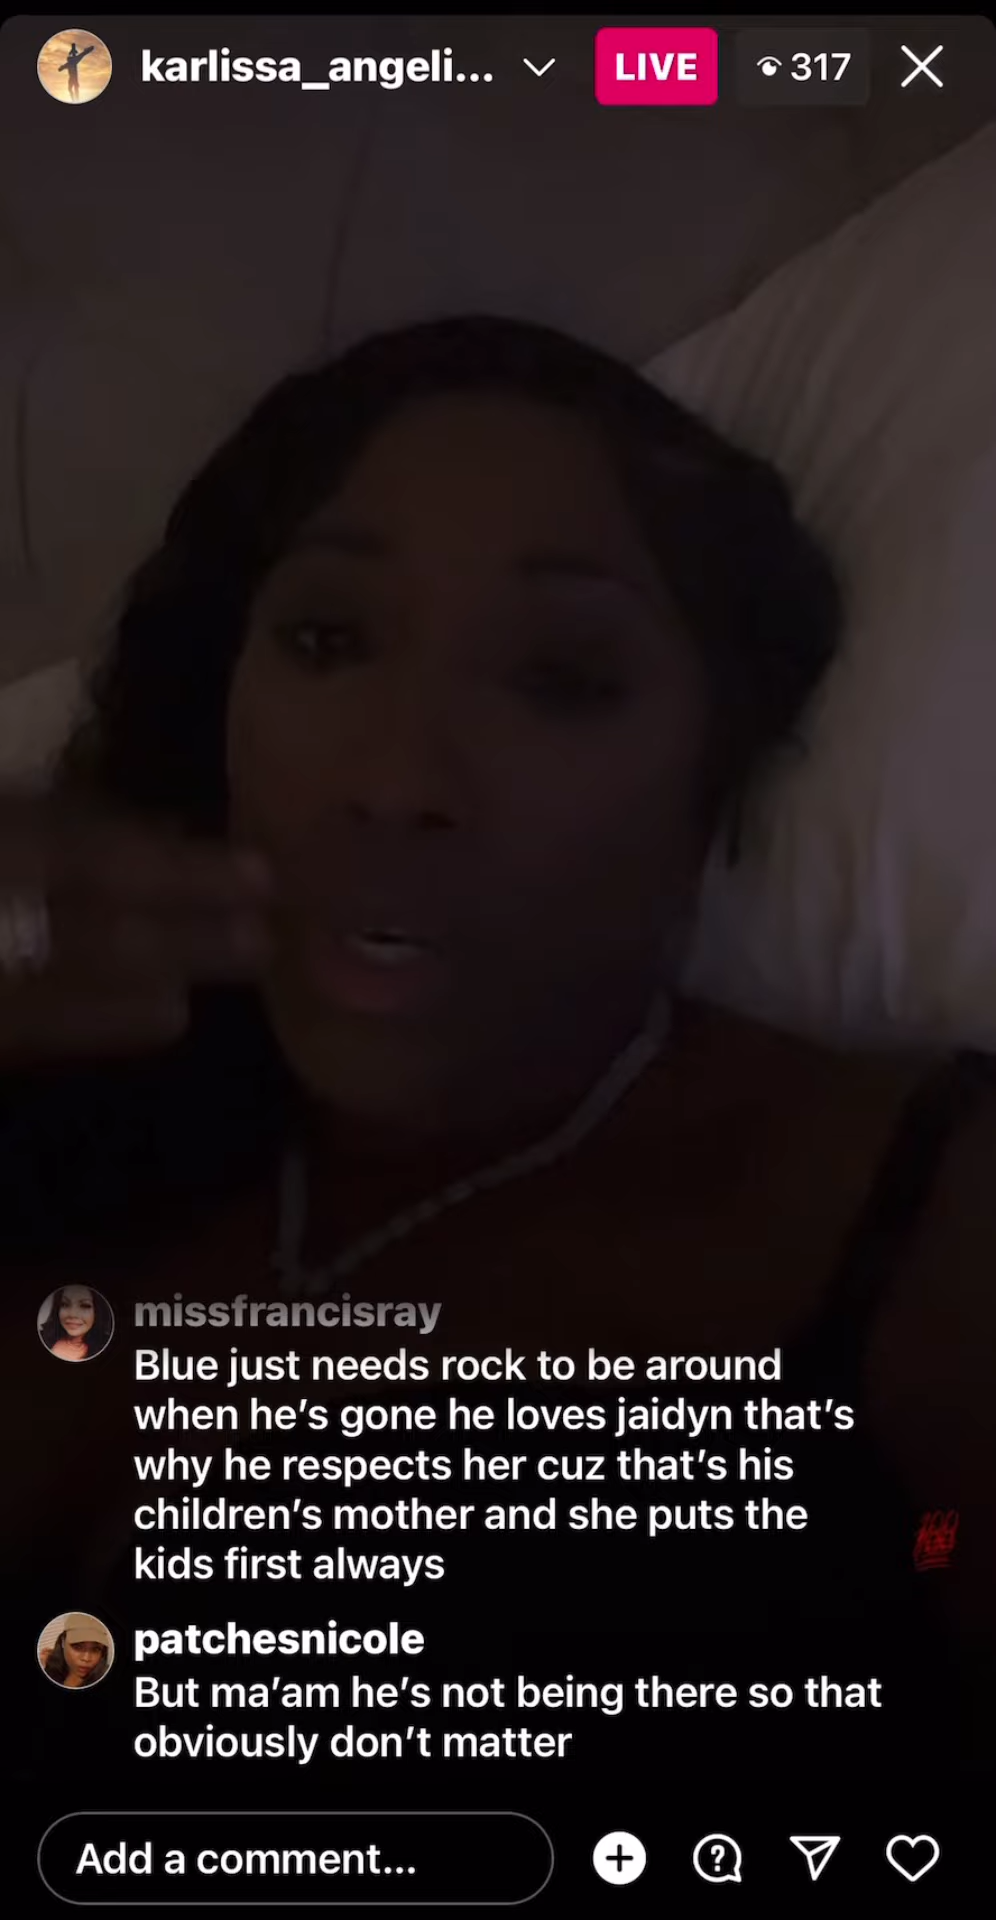 karlissa_angeli...
LIVE
317
missfrancisray
Blue just needs rock to be around
when he's gone he loves jaidyn that's
why he respects her cuz that's his
children's mother and she puts the
kids first always
💯
patchesnicole
But ma'am he's not being there so that
obviously don't matter
Add a comment...